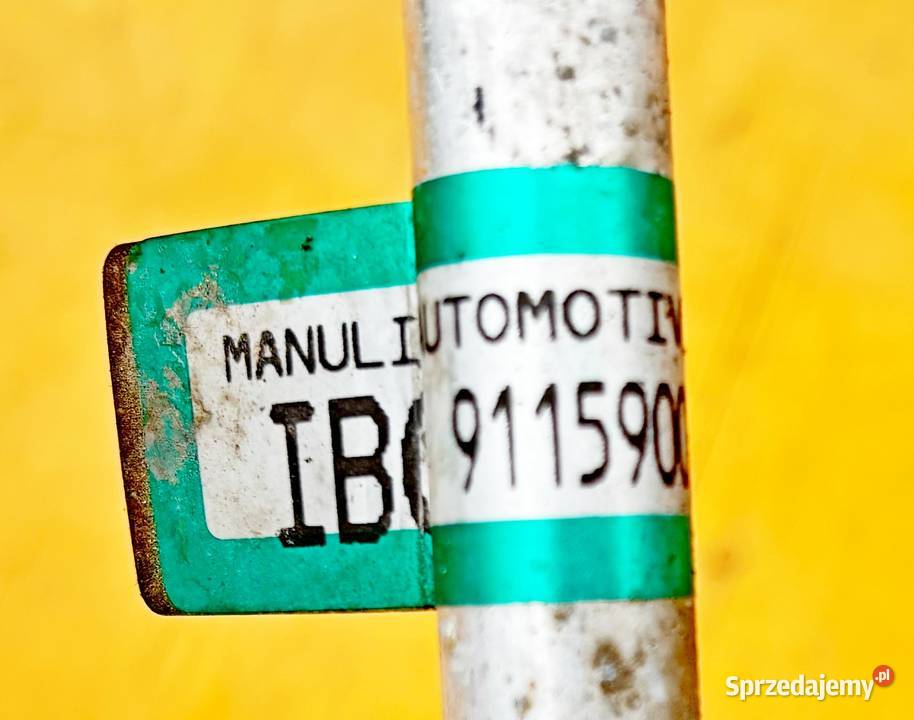 MANULI
UTOMOTIV
IB
9115900
Sprzedajemy.pl